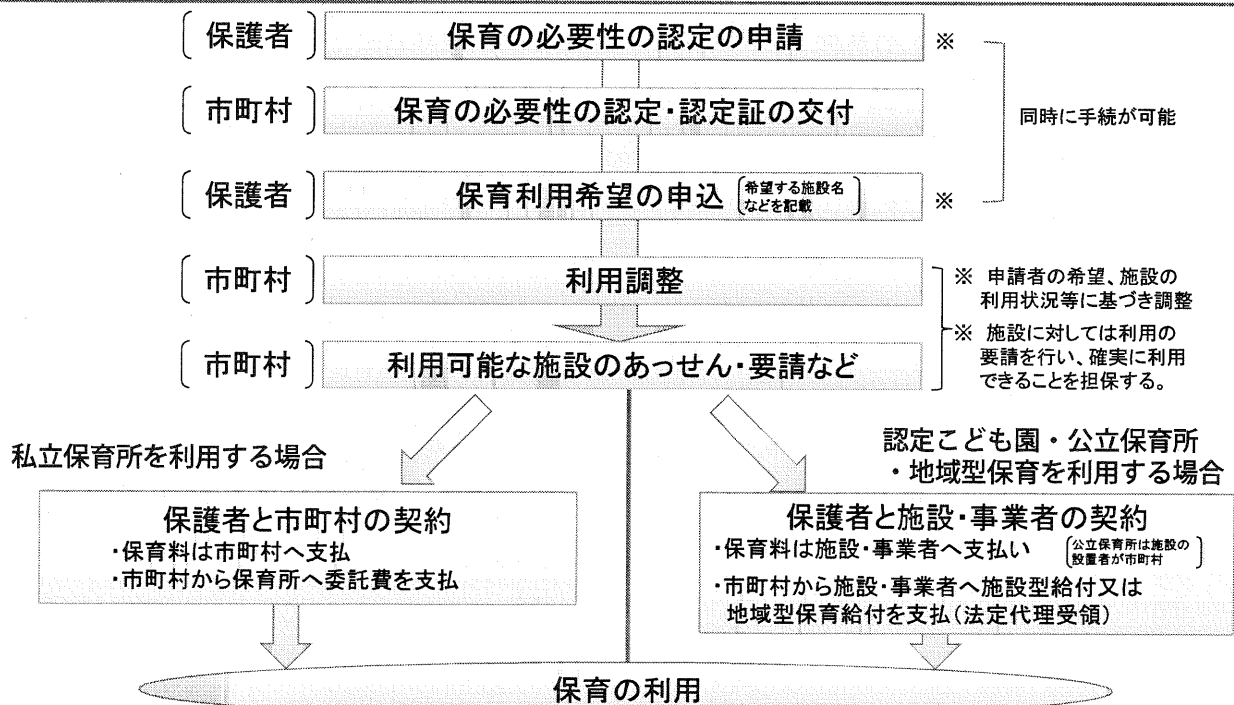 〔保護者〕 保育の必要性の認定の申請 ※
〔市町村〕 保育の必要性の認定・認定証の交付
同時に手続が可能
〔保護者〕 保育利用希望の申込 〔希望する施設名
などを記載〕 ※
〔市町村〕 利用調整
※ 申請者の希望、施設の
利用状況等に基づき調整
〔市町村〕 利用可能な施設のあっせん・要請など
※ 施設に対しては利用の
要請を行い、確実に利用
できることを担保する。
私立保育所を利用する場合
保護者と市町村の契約
・保育料は市町村へ支払
・市町村から保育所へ委託費を支払
認定こども園・公立保育所
・地域型保育を利用する場合
保護者と施設・事業者の契約
・保育料は施設・事業者へ支払い 〔公立保育所は施設の
設置者が市町村〕
・市町村から施設・事業者へ施設型給付又は
地域型保育給付を支払(法定代理受領)
保育の利用